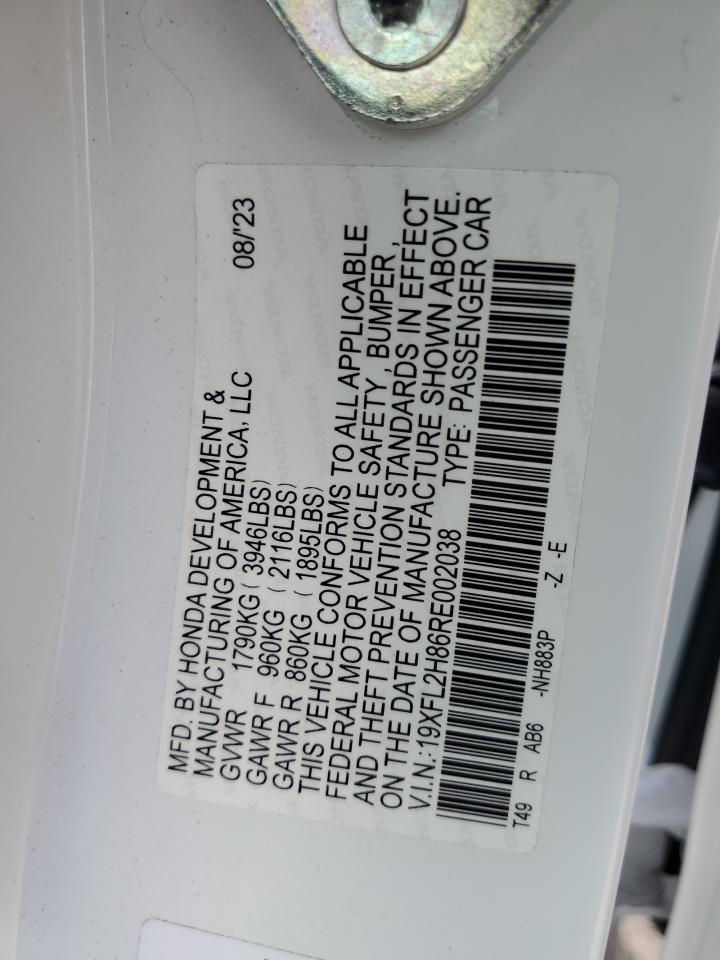 MFD. BY HONDA DEVELOPMENT &
MANUFACTURING OF AMERICA, LLC 08/'23
GVWR 1790KG ( 3946LBS)
GAWR F 960KG ( 2116LBS)
GAWR R 860KG ( 1895LBS)
THIS VEHICLE CONFORMS TO ALL APPLICABLE
FEDERAL MOTOR VEHICLE SAFETY , BUMPER ,
AND THEFT PREVENTION STANDARDS IN EFFECT
ON THE DATE OF MANUFACTURE SHOWN ABOVE.
V.I.N.:19XFL2H86RE002038 TYPE: PASSENGER CAR
T49 R AB6 -NH883P -Z -E